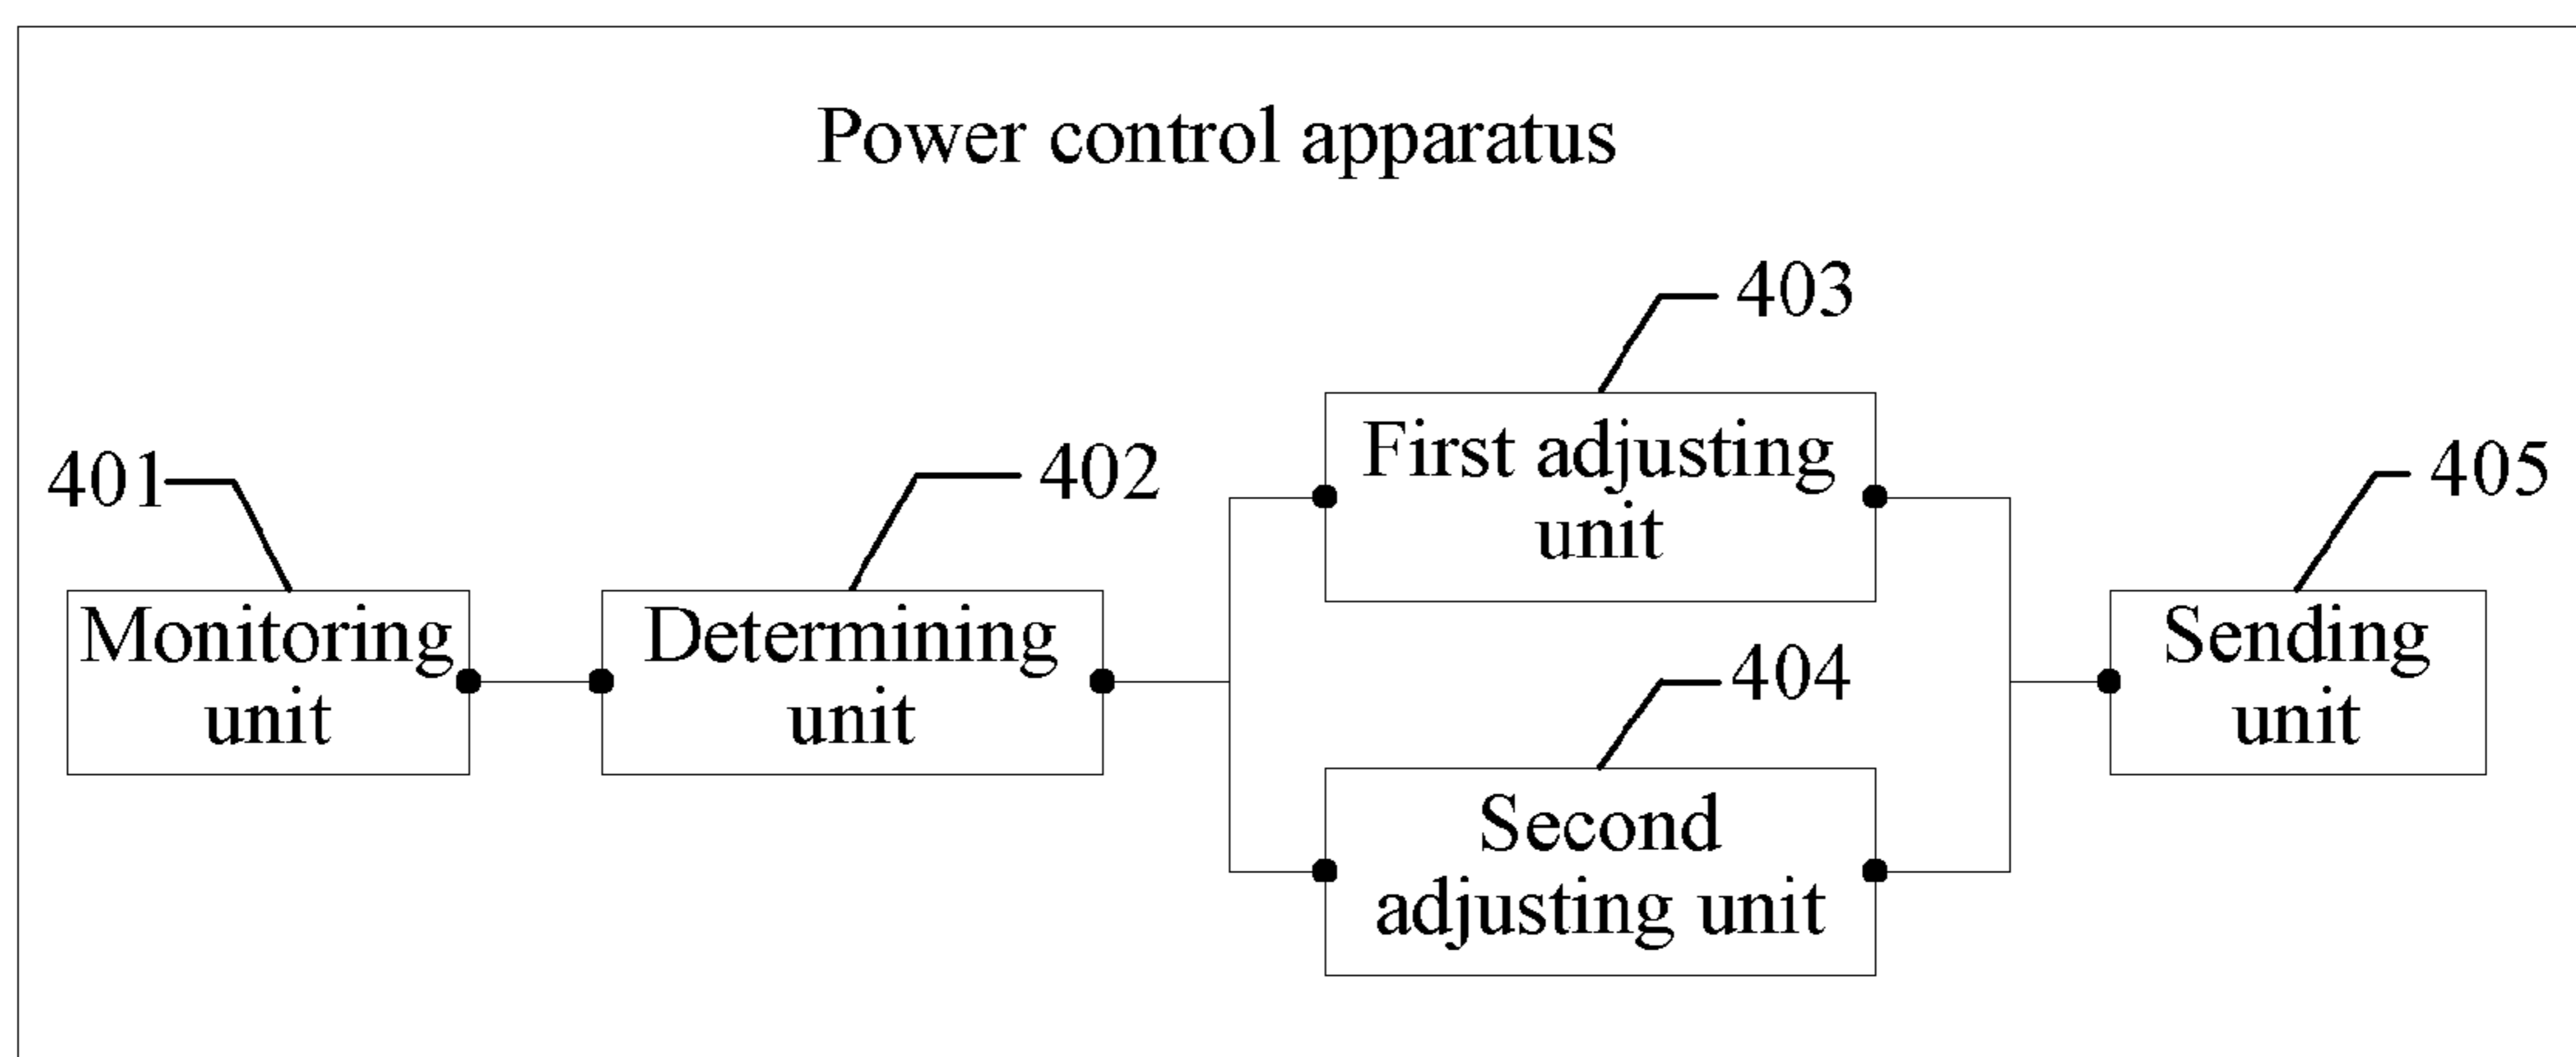 Power control apparatus
403
First adjusting
unit
401
402
405
Monitoring
unit
Determining
unit
404
Second
adjusting unit
Sending
unit